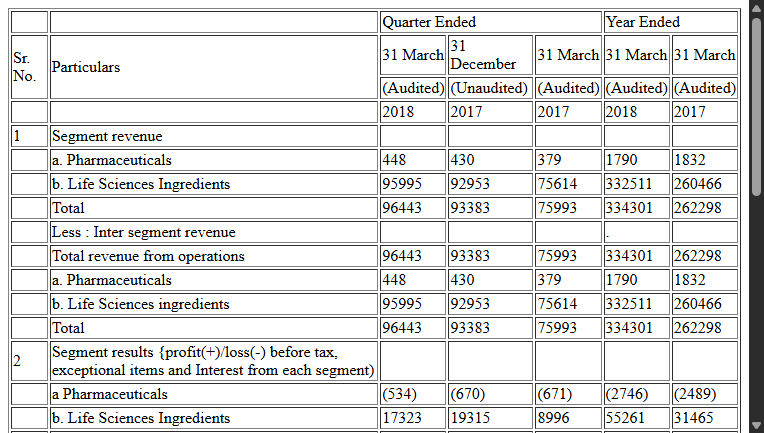 Quarter Ended Year Ended
Sr. No. Particulars 31 March 31 December 31 March 31 March 31 March
(Audited) (Unaudited) (Audited) (Audited) (Audited)
2018 2017 2017 2018 2017
1 Segment revenue
a. Pharmaceuticals 448 430 379 1790 1832
b. Life Sciences Ingredients 95995 92953 75614 332511 260466
Total 96443 93383 75993 334301 262298
Less : Inter segment revenue .
Total revenue from operations 96443 93383 75993 334301 262298
a. Pharmaceuticals 448 430 379 1790 1832
b. Life Sciences ingredients 95995 92953 75614 332511 260466
Total 96443 93383 75993 334301 262298
2 Segment results {profit(+)/loss(-) before tax,
exceptional items and Interest from each segment)
a Pharmaceuticals (534) (670) (671) (2746) (2489)
b. Life Sciences Ingredients 17323 19315 8996 55261 31465